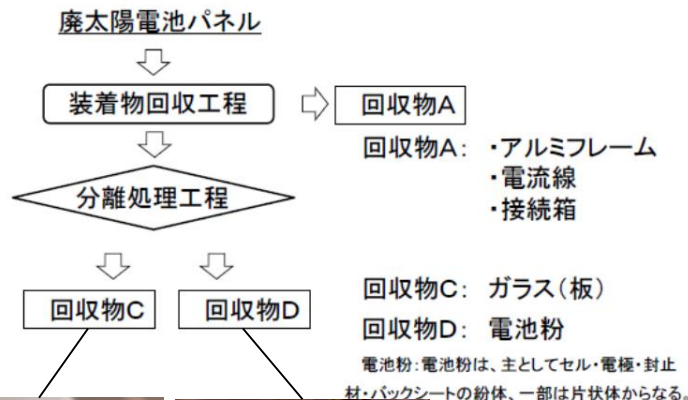 廃太陽電池パネル
装着物回収工程
回収物A
回収物A： ・アルミフレーム
・電流線
・接続箱
分離処理工程
回収物C
回収物D
回収物C： ガラス（板）
回収物D： 電池粉
電池粉：電池粉は、主としてセル・電極・封止
材・バックシートの粉体、一部は片状体からなる。